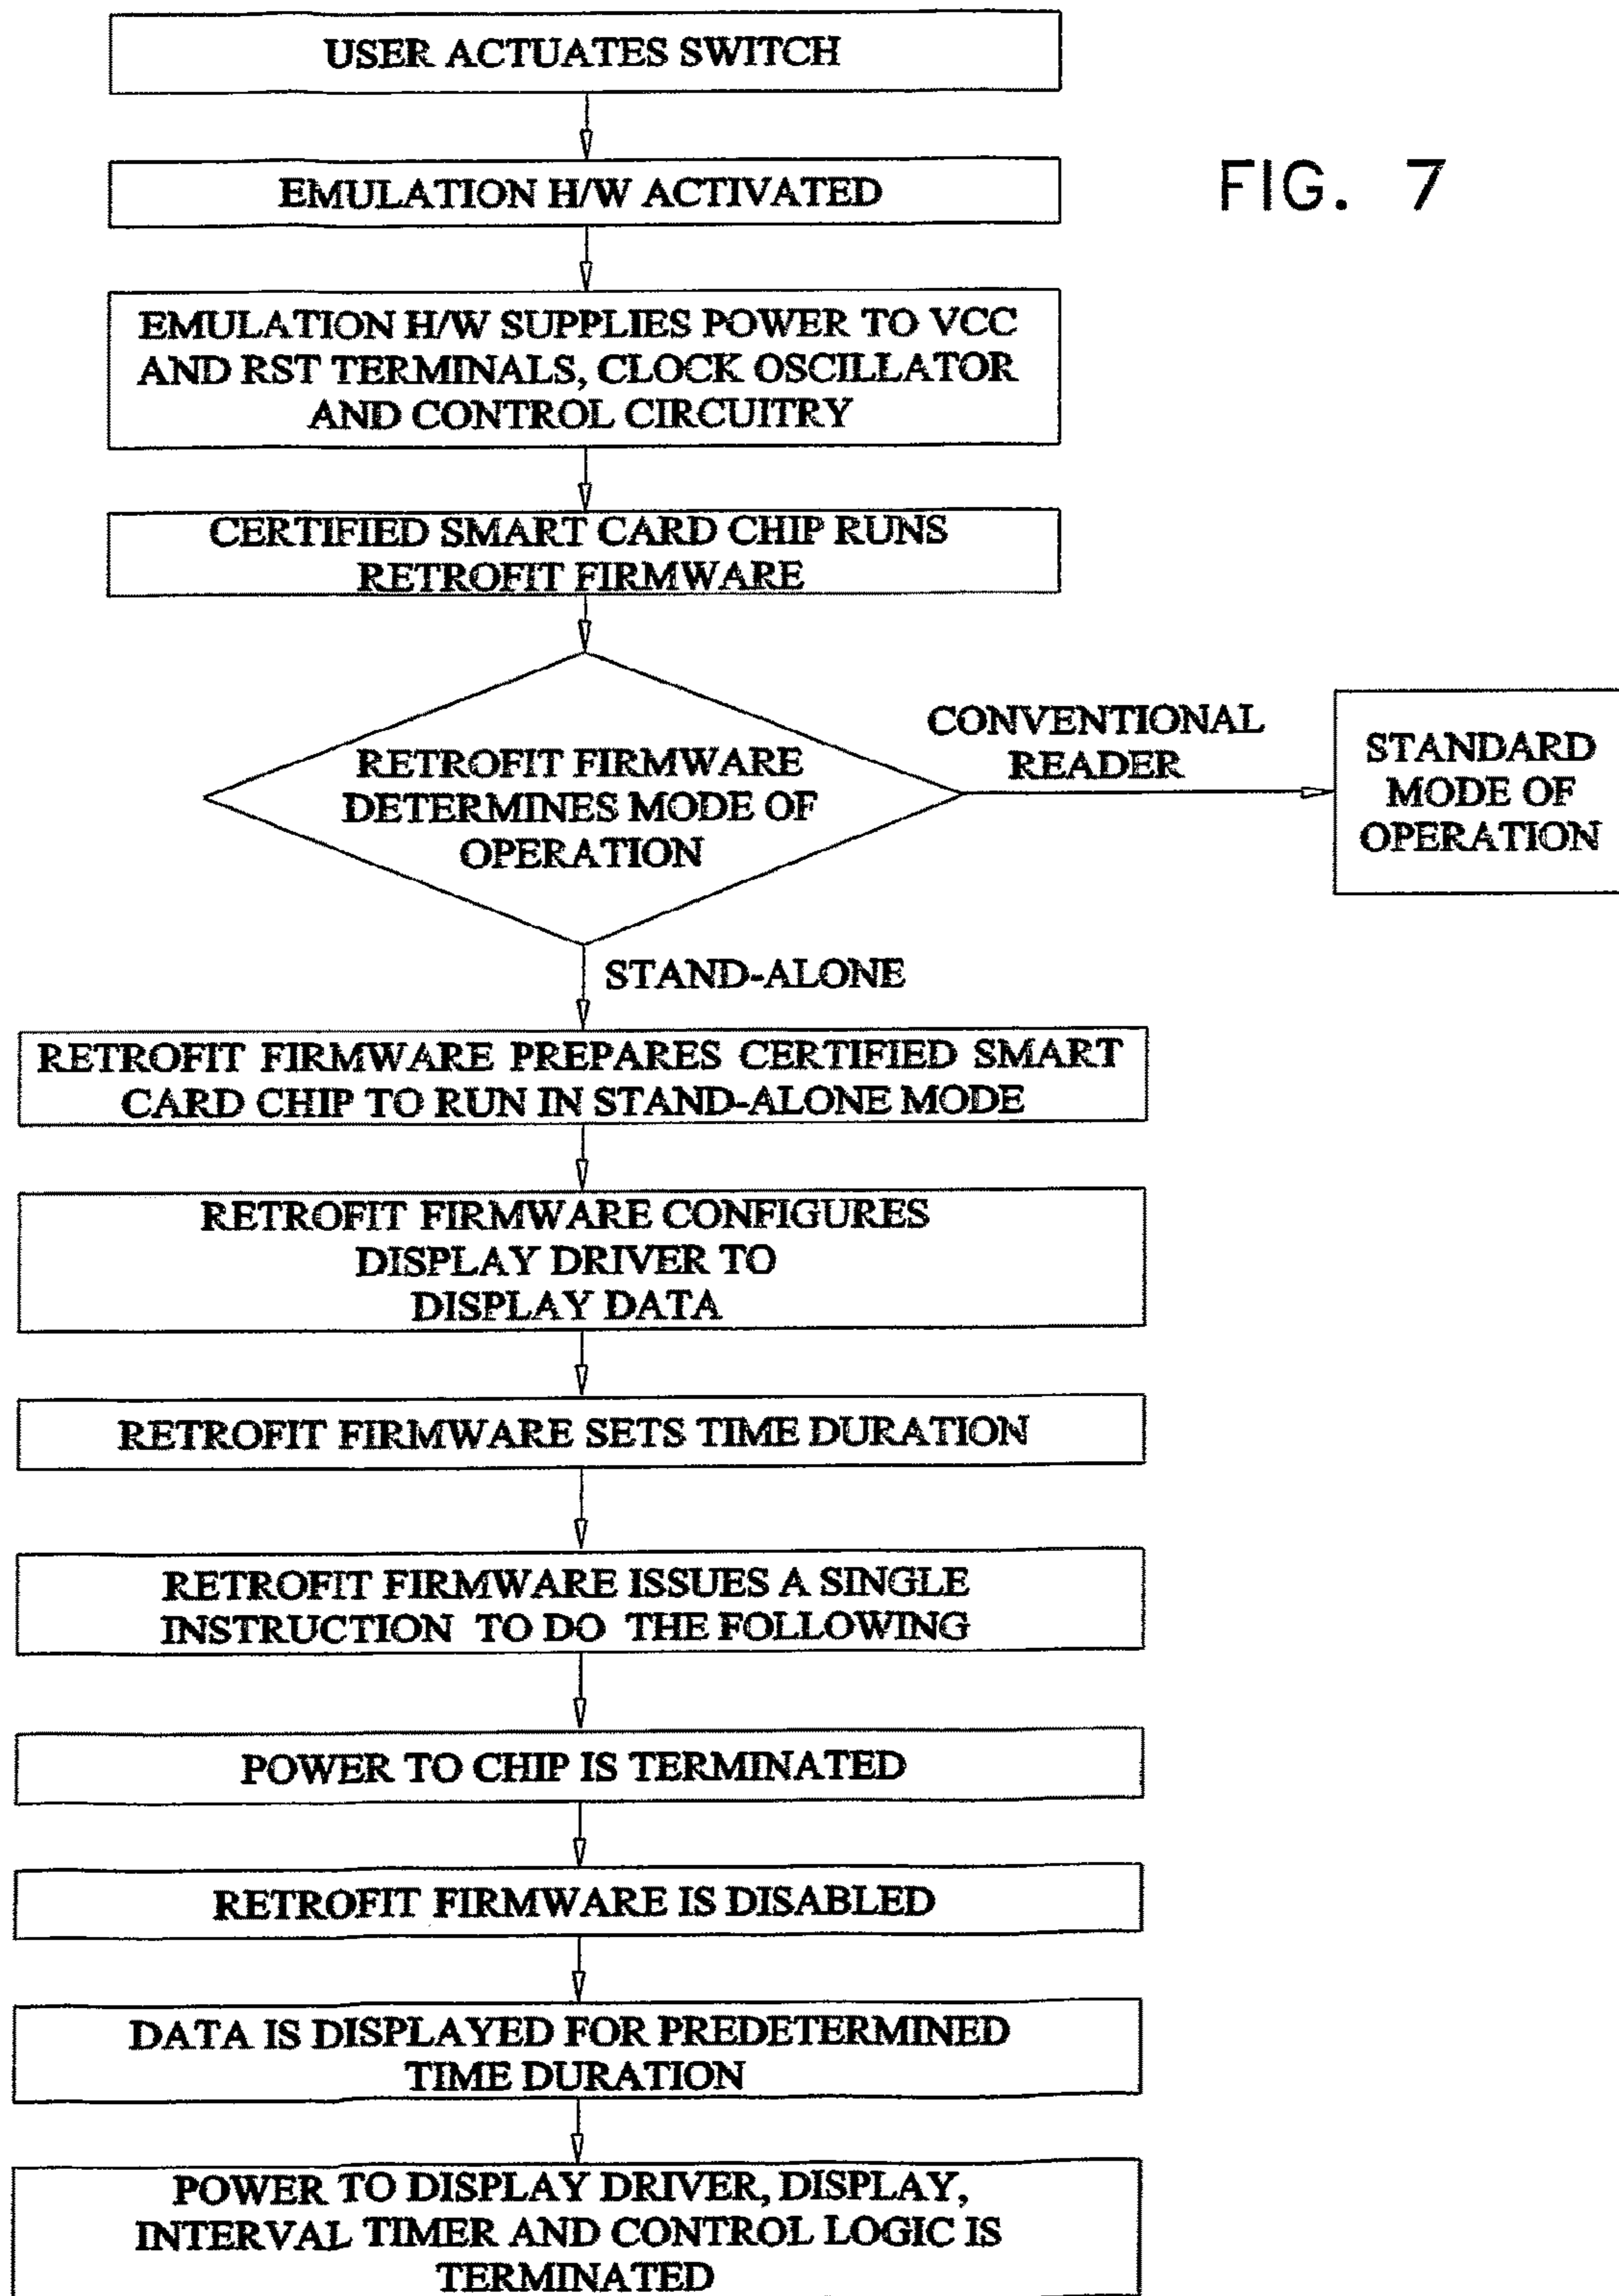 USER ACTUATES SWITCH
EMULATION H/W ACTIVATED
FIG. 7
EMULATION H/W SUPPLIES POWER TO VCC
AND RST TERMINALS, CLOCK OSCILLATOR
AND CONTROL CIRCUITRY
CERTIFIED SMART CARD CHIP RUNS
RETROFIT FIRMWARE
RETROFIT FIRMWARE
DETERMINES MODE OF
OPERATION
CONVENTIONAL
READER
STANDARD
MODE OF
OPERATION
STAND-ALONE
RETROFIT FIRMWARE PREPARES CERTIFIED SMART
CARD CHIP TO RUN IN STAND-ALONE MODE
RETROFIT FIRMWARE CONFIGURES
DISPLAY DRIVER TO
DISPLAY DATA
RETROFIT FIRMWARE SETS TIME DURATION
RETROFIT FIRMWARE ISSUES A SINGLE
INSTRUCTION TO DO THE FOLLOWING
POWER TO CHIP IS TERMINATED
RETROFIT FIRMWARE IS DISABLED
DATA IS DISPLAYED FOR PREDETERMINED
TIME DURATION
POWER TO DISPLAY DRIVER, DISPLAY,
INTERVAL TIMER AND CONTROL LOGIC IS
TERMINATED